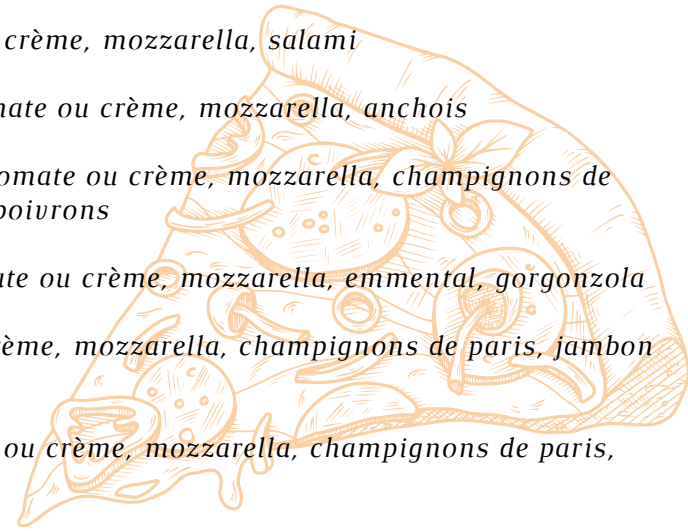 crème, mozzarella, salami
mate ou crème, mozzarella, anchois
omate ou crème, mozzarella, champignons de
poivrons
ate ou crème, mozzarella, emmental, gorgonzola
ème, mozzarella, champignons de paris, jambon
ou crème, mozzarella, champignons de paris,